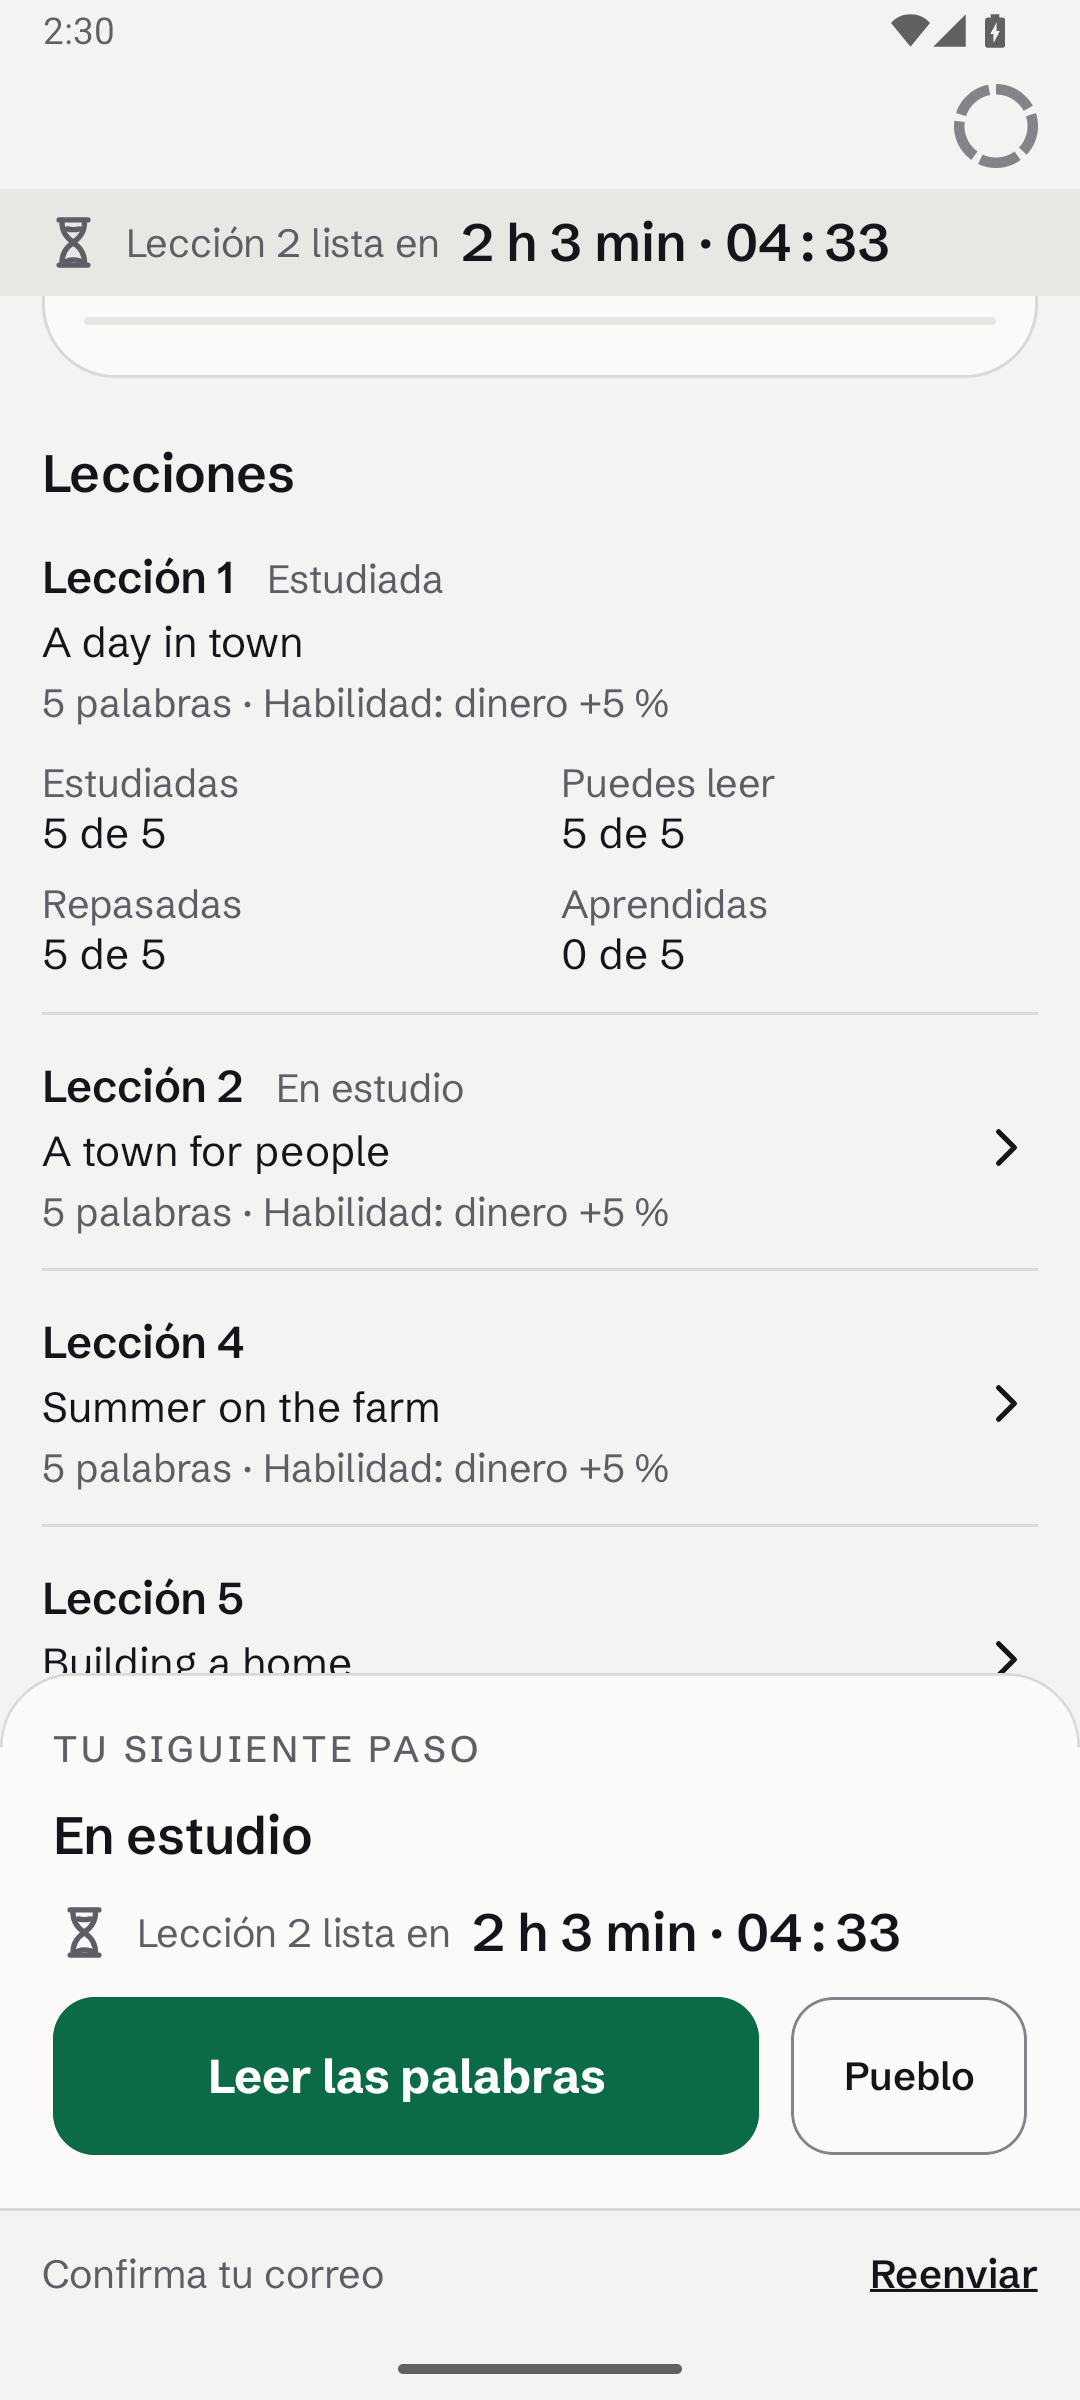 2:30
Lección 2 lista en 2 h 3 min · 04:33
Lecciones
Lección 1 Estudiada
A day in town
5 palabras · Habilidad: dinero +5 %
Estudiadas Puedes leer
5 de 5 5 de 5
Repasadas Aprendidas
5 de 5 0 de 5
Lección 2 En estudio
A town for people
5 palabras · Habilidad: dinero +5 %
Lección 4
Summer on the farm
5 palabras · Habilidad: dinero +5 %
Lección 5
Building a home
TU SIGUIENTE PASO
En estudio
Lección 2 lista en 2 h 3 min · 04:33
Leer las palabras Pueblo
Confirma tu correo Reenviar